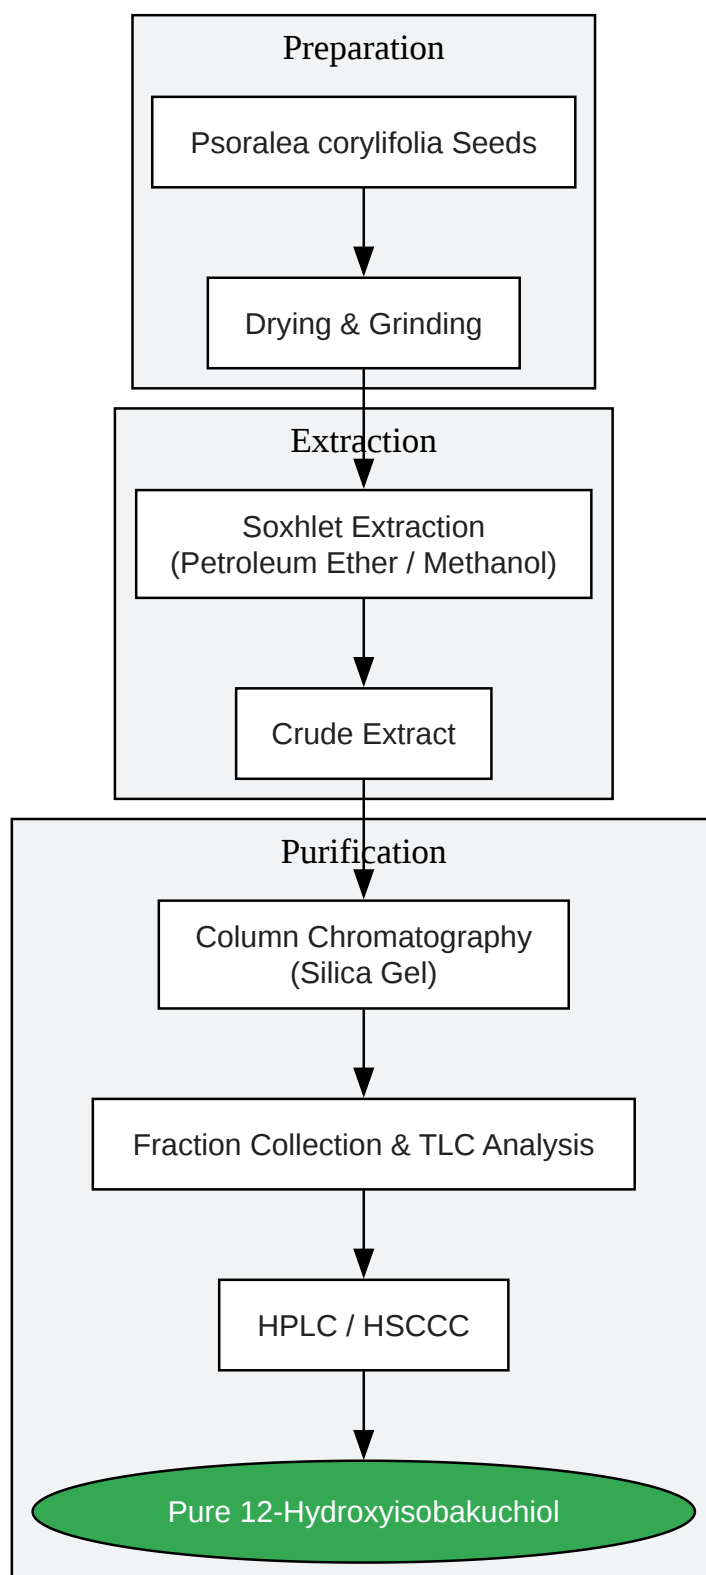 Preparation
Psoralea corylifolia Seeds
Drying & Grinding
Extraction
Soxhlet Extraction
(Petroleum Ether / Methanol)
Crude Extract
Purification
Column Chromatography
(Silica Gel)
Fraction Collection & TLC Analysis
HPLC / HSCCC
Pure 12-Hydroxyisobakuchiol